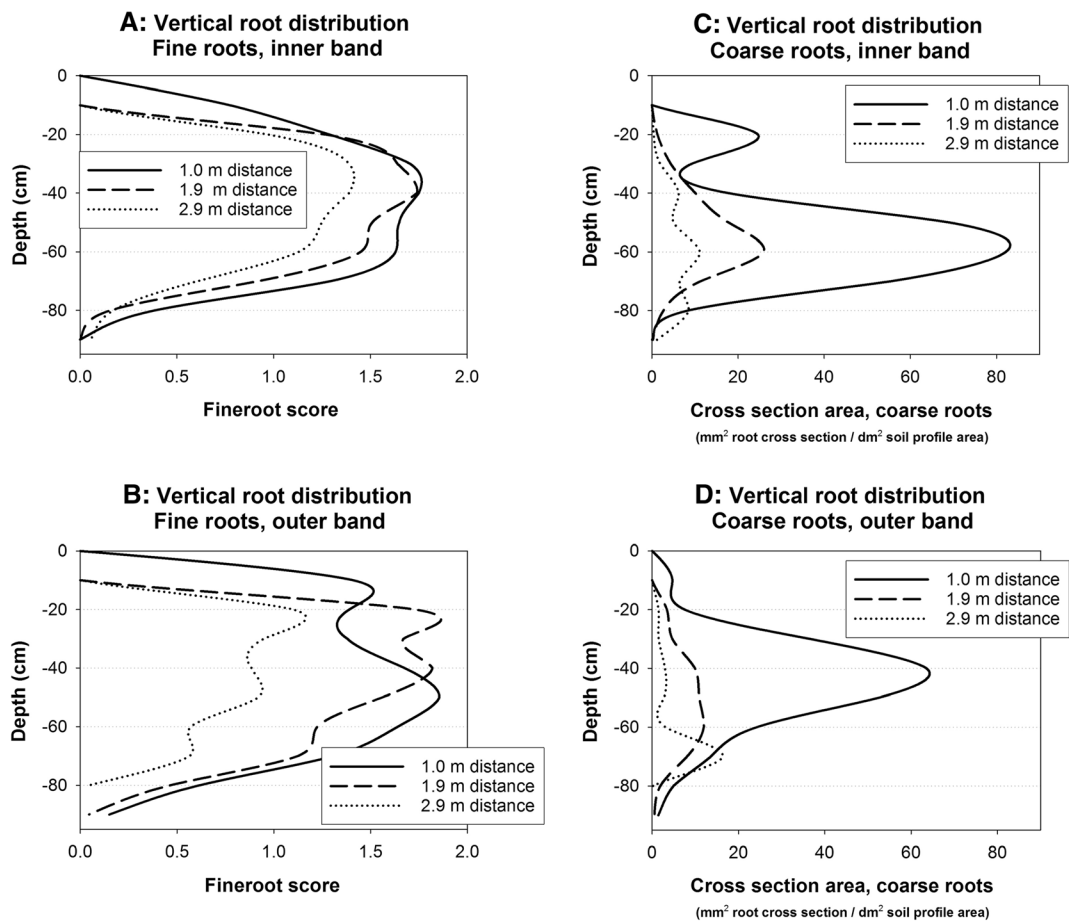 A: Vertical root distribution
Fine roots, inner band
0
-20
-40
-60
-80
Depth (cm)
1.0 m distance
1.9 m distance
2.9 m distance
0.0
0.5
1.0
1.5
2.0
Fineroot score
C: Vertical root distribution
Coarse roots, inner band
0
-20
-40
-60
-80
Depth (cm)
1.0 m distance
1.9 m distance
2.9 m distance
0
20
40
60
80
Cross section area, coarse roots
(mm² root cross section / dm² soil profile area)
B: Vertical root distribution
Fine roots, outer band
0
-20
-40
-60
-80
Depth (cm)
1.0 m distance
1.9 m distance
2.9 m distance
0.0
0.5
1.0
1.5
2.0
Fineroot score
D: Vertical root distribution
Coarse roots, outer band
0
-20
-40
-60
-80
Depth (cm)
1.0 m distance
1.9 m distance
2.9 m distance
0
20
40
60
80
Cross section area, coarse roots
(mm² root cross section / dm² soil profile area)